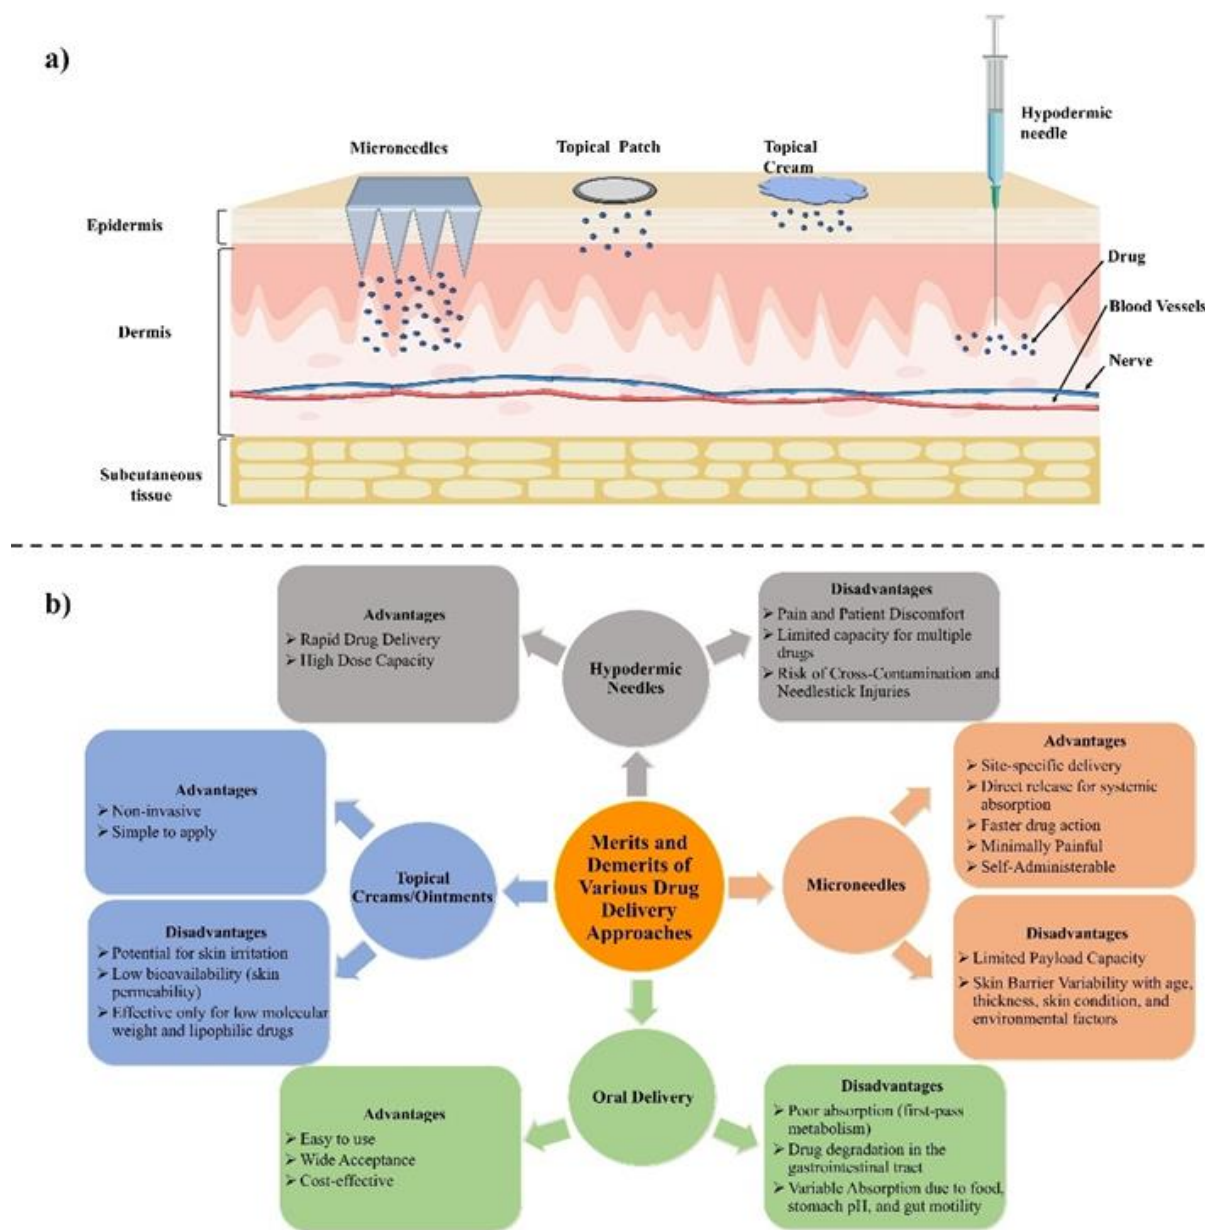 a)
Hypodermic
needle
Microneedles
Topical Patch
Topical
Cream
Epidermis
Drug
Blood Vessels
Dermis
Nerve
Subcutaneous
tissue
b)
Advantages
➢ Rapid Drug Delivery
➢ High Dose Capacity
Hypodermic
Needles
Disadvantages
➢ Pain and Patient Discomfort
➢ Limited capacity for multiple
drugs
➢ Risk of Cross-Contamination and
Needlestick Injuries
Advantages
➢ Non-invasive
➢ Simple to apply
Topical
Creams/Ointments
Disadvantages
➢ Potential for skin irritation
➢ Low bioavailability (skin
permeability)
➢ Effective only for low molecular
weight and lipophilic drugs
Merits and
Demerits of
Various Drug
Delivery
Approaches
Microneedles
Advantages
➢ Site-specific delivery
➢ Direct release for systemic
absorption
➢ Faster drug action
➢ Minimally Painful
➢ Self-Administerable
Disadvantages
➢ Limited Payload Capacity
➢ Skin Barrier Variability with age,
thickness, skin condition, and
environmental factors
Advantages
➢ Easy to use
➢ Wide Acceptance
➢ Cost-effective
Oral Delivery
Disadvantages
➢ Poor absorption (first-pass
metabolism)
➢ Drug degradation in the
gastrointestinal tract
➢ Variable Absorption due to food,
stomach pH, and gut motility